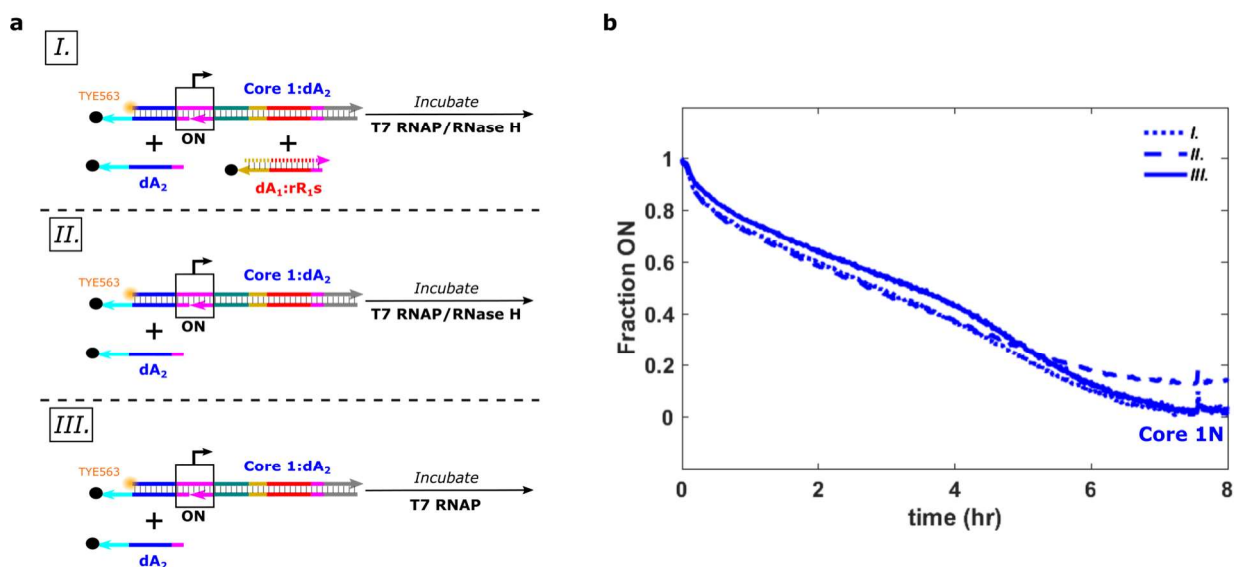 a
I.
TYE563
Core 1:dA₂
ON
+
+
dA₂
dA₁:rR₁s
Incubate
T7 RNAP/RNase H
II.
TYE563
Core 1:dA₂
ON
+
dA₂
Incubate
T7 RNAP/RNase H
III.
TYE563
Core 1:dA₂
ON
+
dA₂
Incubate
T7 RNAP
b
Fraction ON
1
0.8
0.6
0.4
0.2
0
I.
II.
III.
Core 1N
0 2 4 6 8
time (hr)